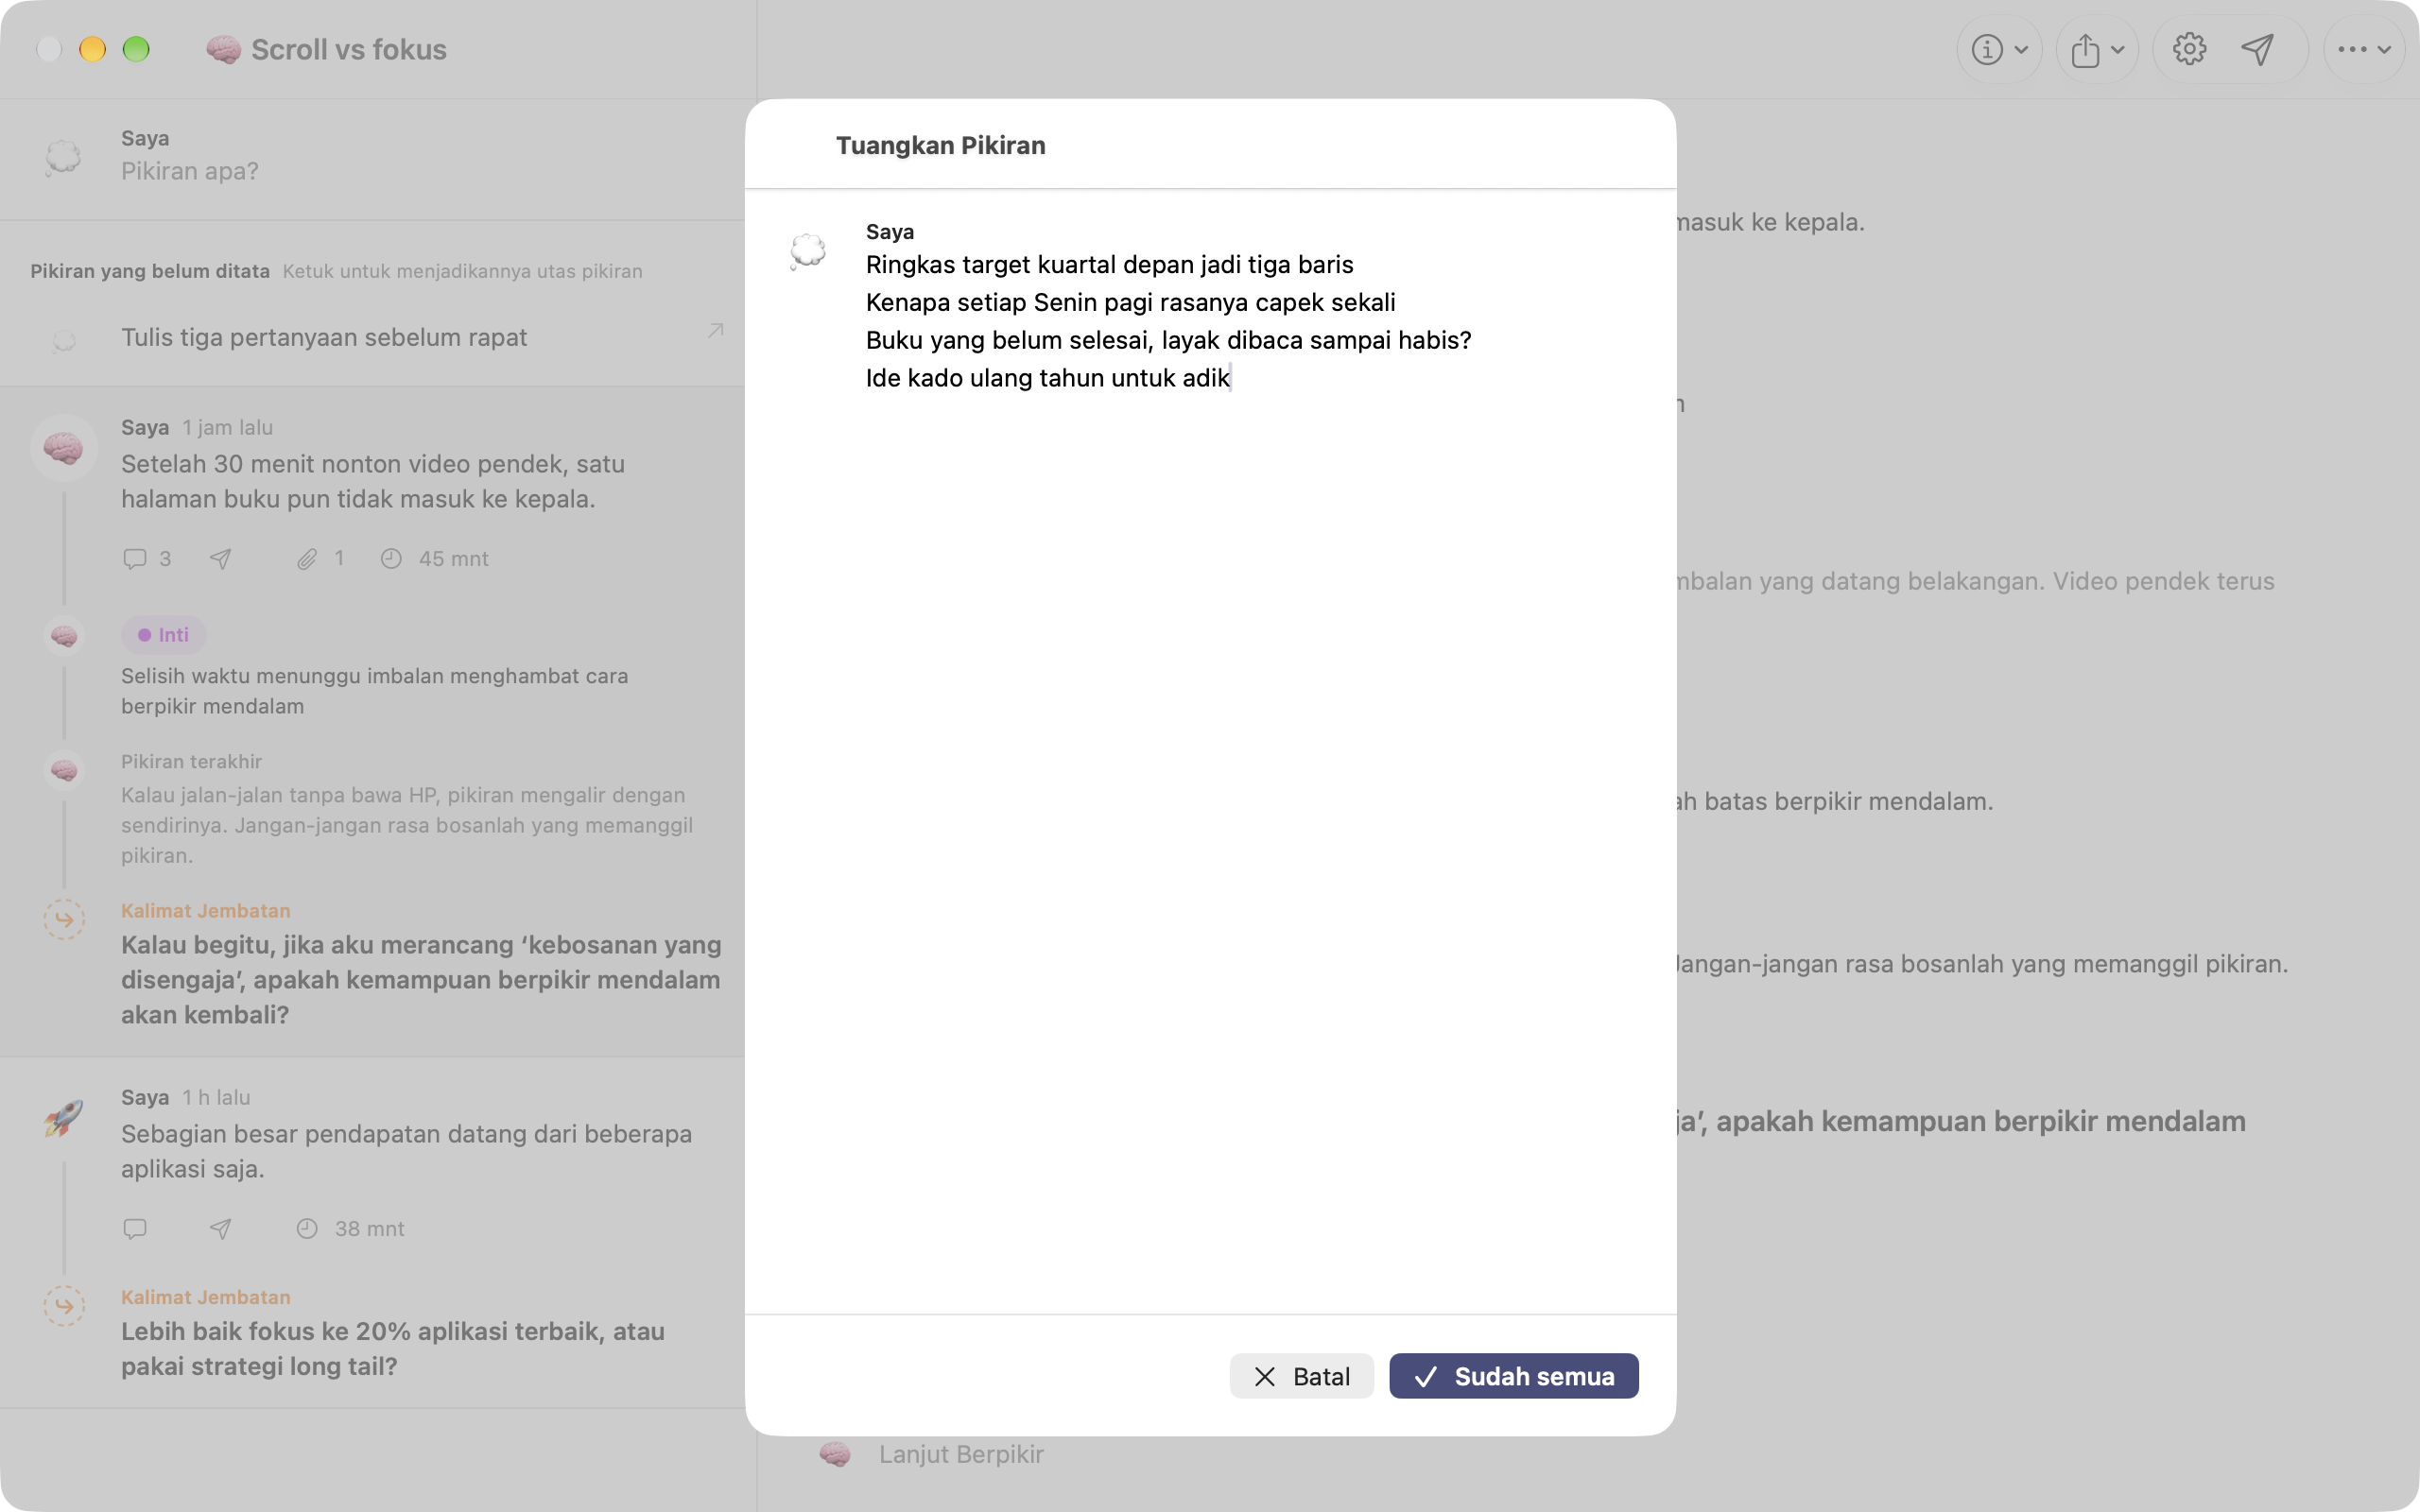 Scroll vs fokus
Saya
Pikiran apa?
Pikiran yang belum ditata Ketuk untuk menjadikannya utas pikiran
Tulis tiga pertanyaan sebelum rapat
Saya 1 jam lalu
Setelah 30 menit nonton video pendek, satu
halaman buku pun tidak masuk ke kepala.
3 1 45 mnt
Inti
Selisih waktu menunggu imbalan menghambat cara
berpikir mendalam
Pikiran terakhir
Kalau jalan-jalan tanpa bawa HP, pikiran mengalir dengan
sendirinya. Jangan-jangan rasa bosanlah yang memanggil
pikiran.
Kalimat Jembatan
Kalau begitu, jika aku merancang ‘kebosanan yang
disengaja’, apakah kemampuan berpikir mendalam
akan kembali?
Saya 1 h lalu
Sebagian besar pendapatan datang dari beberapa
aplikasi saja.
38 mnt
Kalimat Jembatan
Lebih baik fokus ke 20% aplikasi terbaik, atau
pakai strategi long tail?
Tuangkan Pikiran
Saya
Ringkas target kuartal depan jadi tiga baris
Kenapa setiap Senin pagi rasanya capek sekali
Buku yang belum selesai, layak dibaca sampai habis?
Ide kado ulang tahun untuk adik
Batal
Sudah semua
masuk ke kepala.
yang datang belakangan. Video pendek terus
batas berpikir mendalam.
Jangan-jangan rasa bosanlah yang memanggil pikiran.
apakah kemampuan berpikir mendalam
Lanjut Berpikir